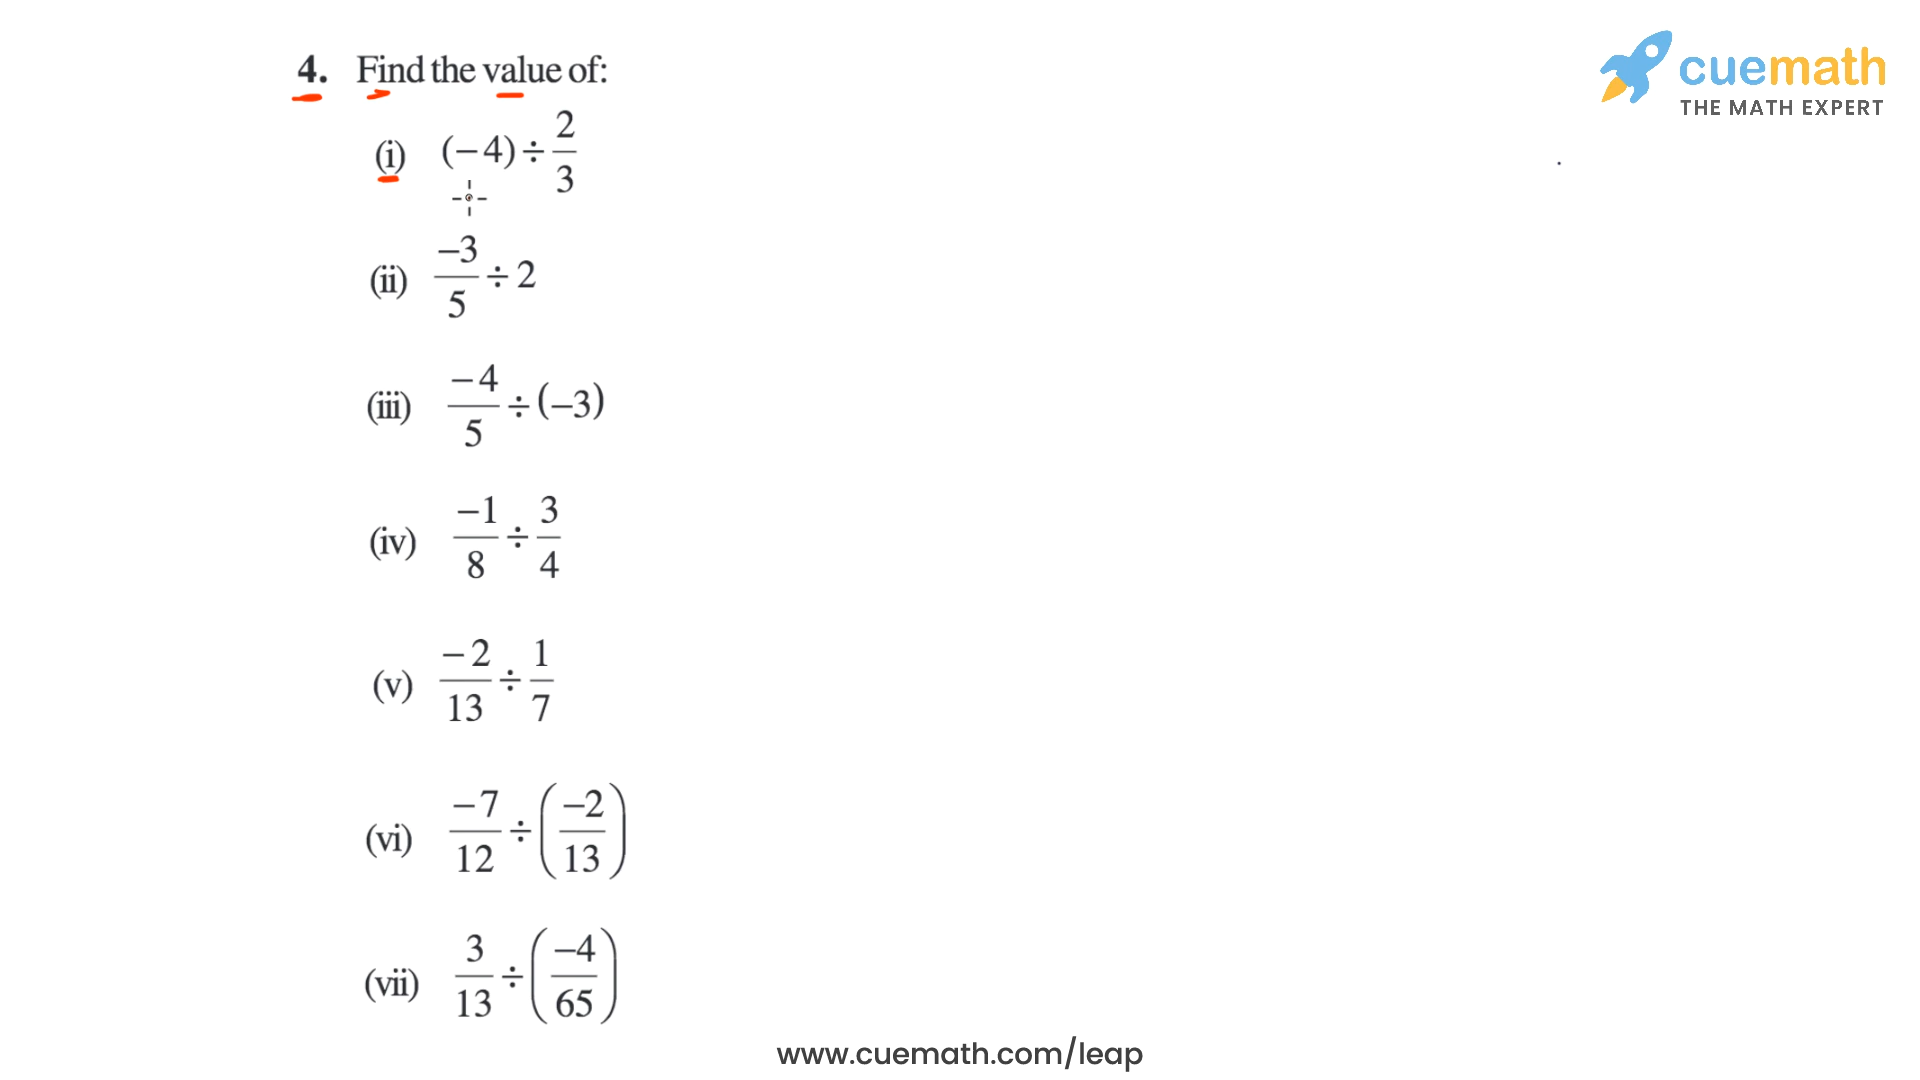 cuemath
THE MATH EXPERT
4. Find the value of:
(i) (−4) ÷ 2/3
(ii) −3/5 ÷ 2
(iii) −4/5 ÷ (−3)
(iv) −1/8 ÷ 3/4
(v) −2/13 ÷ 1/7
(vi) −7/12 ÷ (−2/13)
(vii) 3/13 ÷ (−4/65)
www.cuemath.com/leap